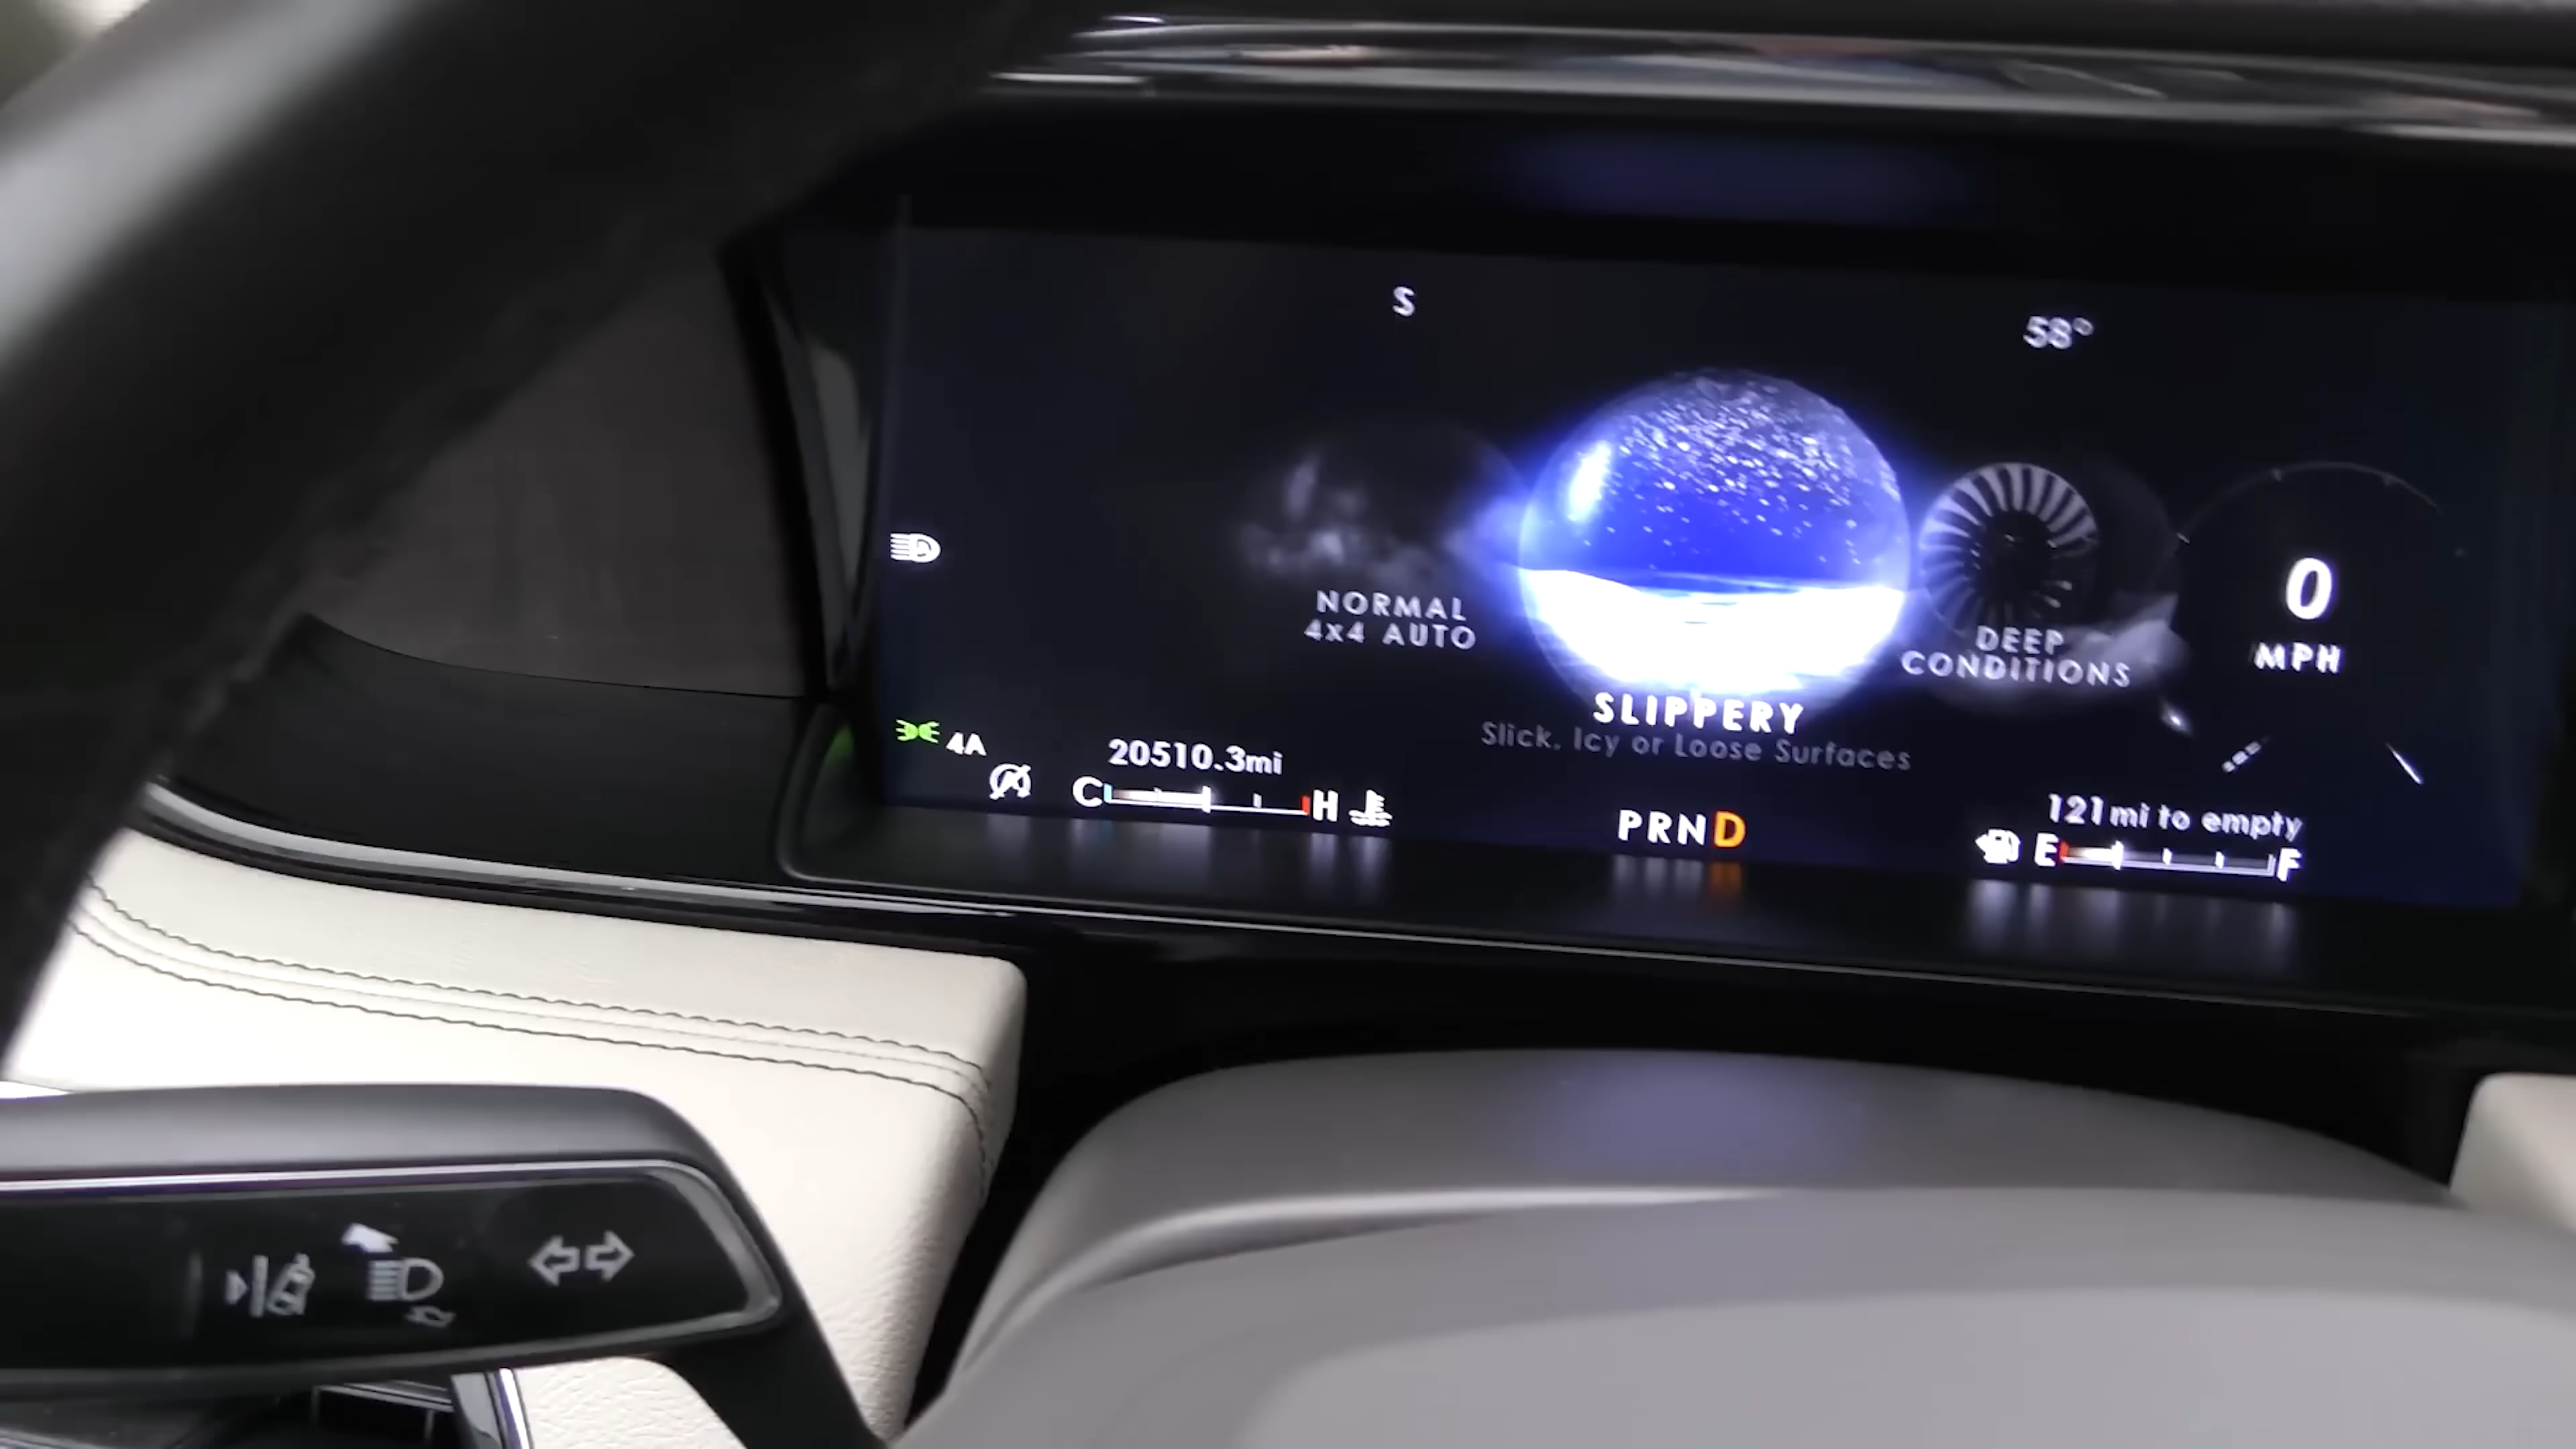 S
58°
NORMAL
4x4 AUTO
DEEP
CONDITIONS
0
MPH
SLIPPERY
Slick, Icy or Loose Surfaces
4A
20510.3mi
C H
PRND
121mi to empty
E F